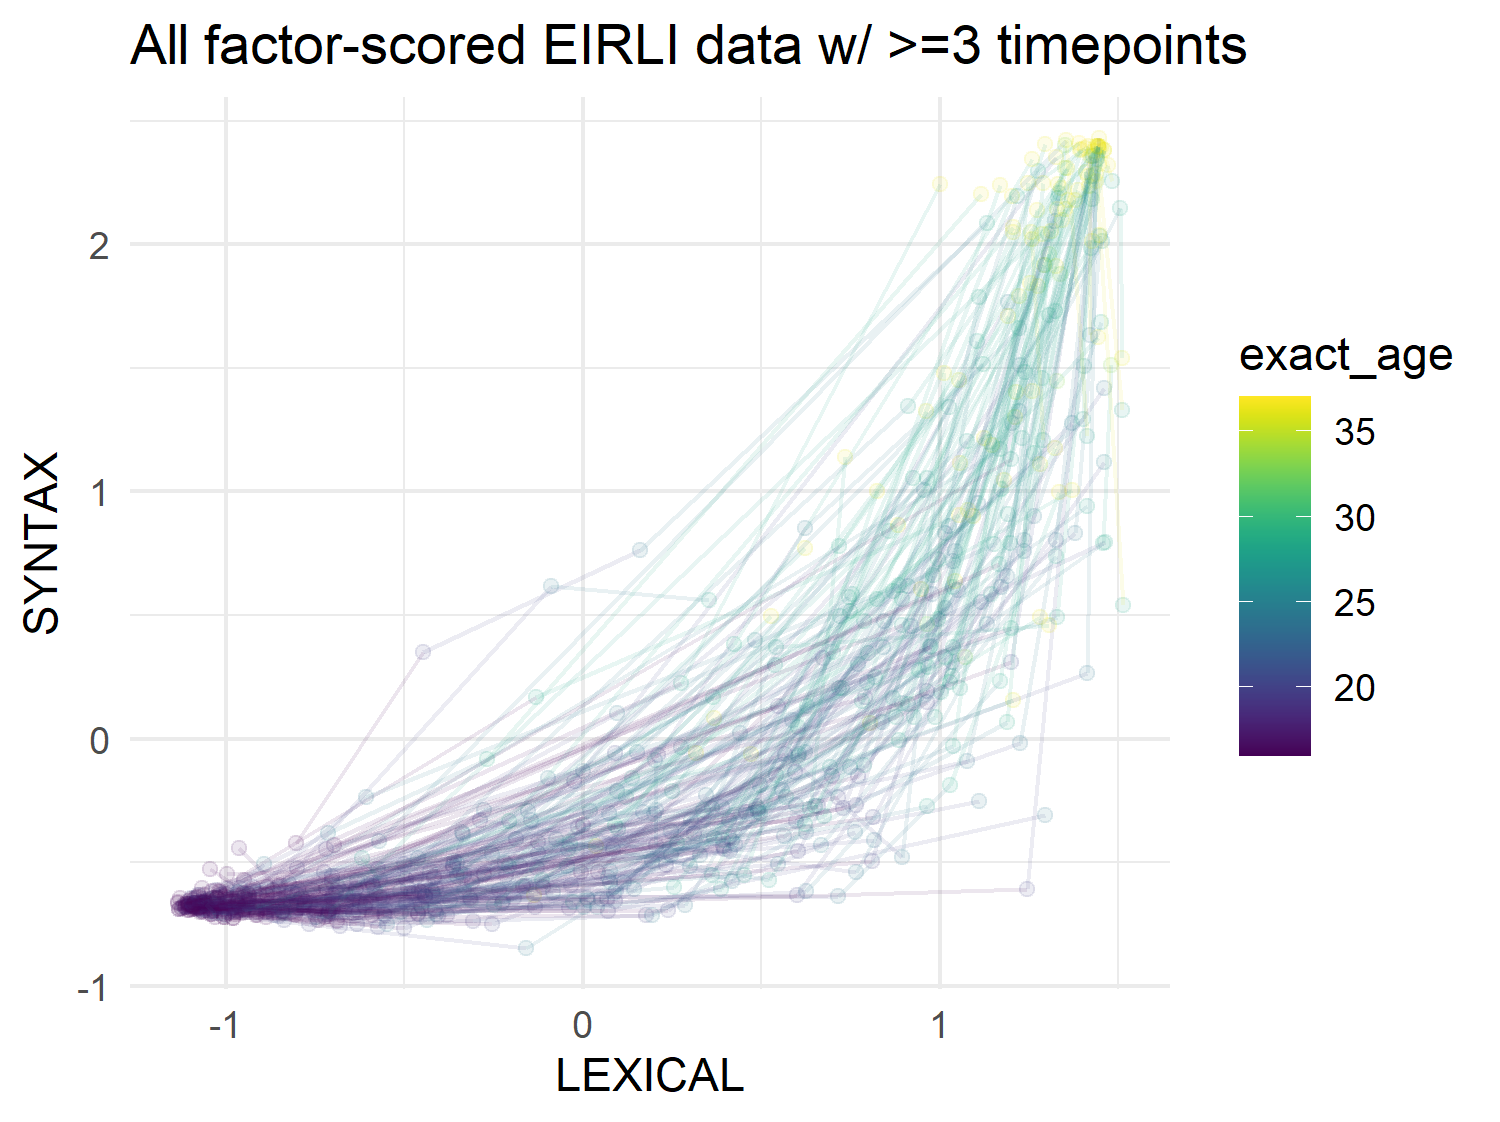 All factor-scored EIRLI data w/ >=3 timepoints
SYNTAX
2
1
0
-1
-1
0
1
LEXICAL
exact_age
35
30
25
20